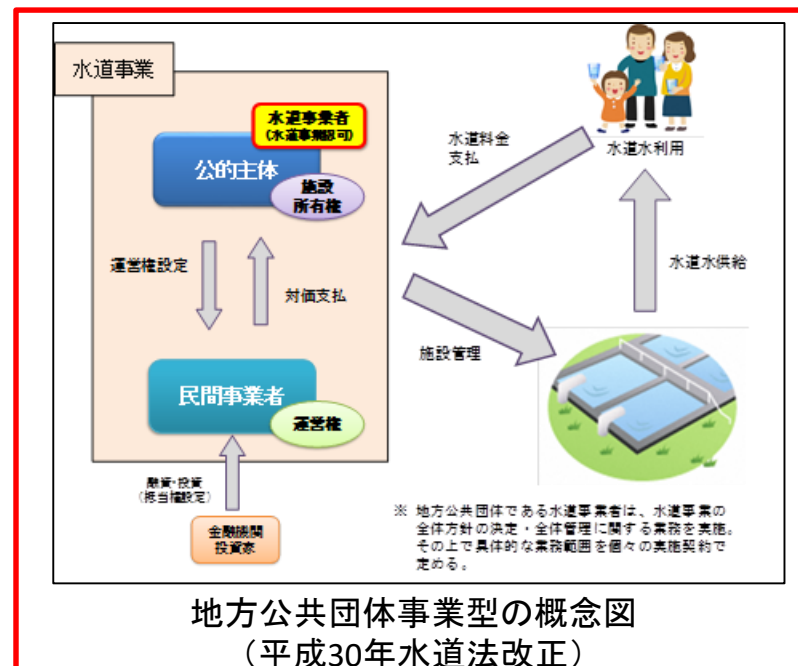 水道事業
水道事業者
(水道事業認可)
公的主体
施設
所有権
運営権設定
対価支払
民間事業者
運営権
融資・投資
(抵当権設定)
金融機関
投資家
水道料金
支払
水道水利用
水道水供給
施設管理
※ 地方公共団体である水道事業者は、水道事業の
全体方針の決定・全体管理に関する業務を実施。
その上で具体的な業務範囲を個々の実施契約で
定める。
地方公共団体事業型の概念図
（平成30年水道法改正）